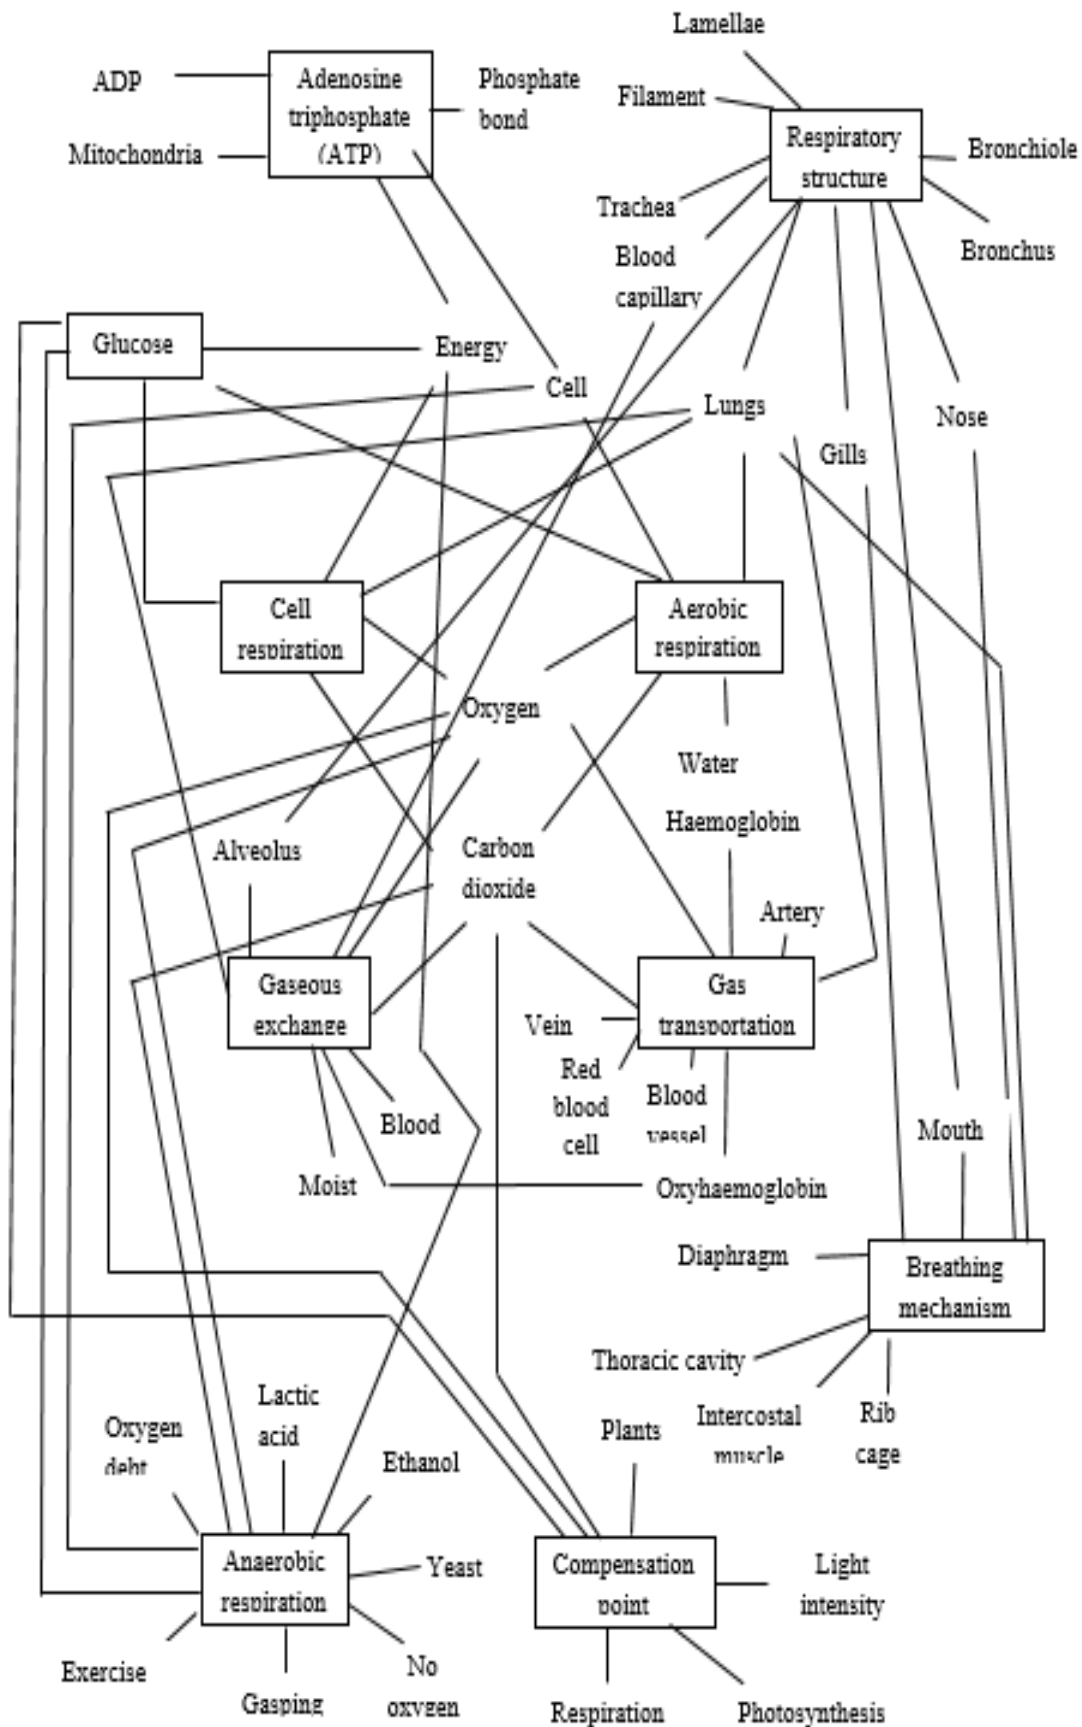 Lamellae
ADP
Adenosine
triphosphate
(ATP)
Phosphate
bond
Filament
Mitochondria
Respiratory
structure
Bronchiole
Trachea
Blood
capillary
Bronchus
Glucose
Energy
Cell
Lungs
Gills
Nose
Cell
respiration
Aerobic
respiration
Oxygen
Water
Haemoglobin
Alveolus
Carbon
dioxide
Artery
Gaseous
exchange
Gas
transportation
Vein
Red
blood
cell
Blood
vessel
Blood
Mouth
Moist
Oxyhaemoglobin
Diaphragm
Breathing
mechanism
Thoracic cavity
Intercostal
muscle
Rib
cage
Oxygen
debt
Lactic
acid
Ethanol
Plants
Anaerobic
respiration
Yeast
Compensation
point
Light
intensity
Exercise
Gasping
No
oxygen
Respiration
Photosynthesis